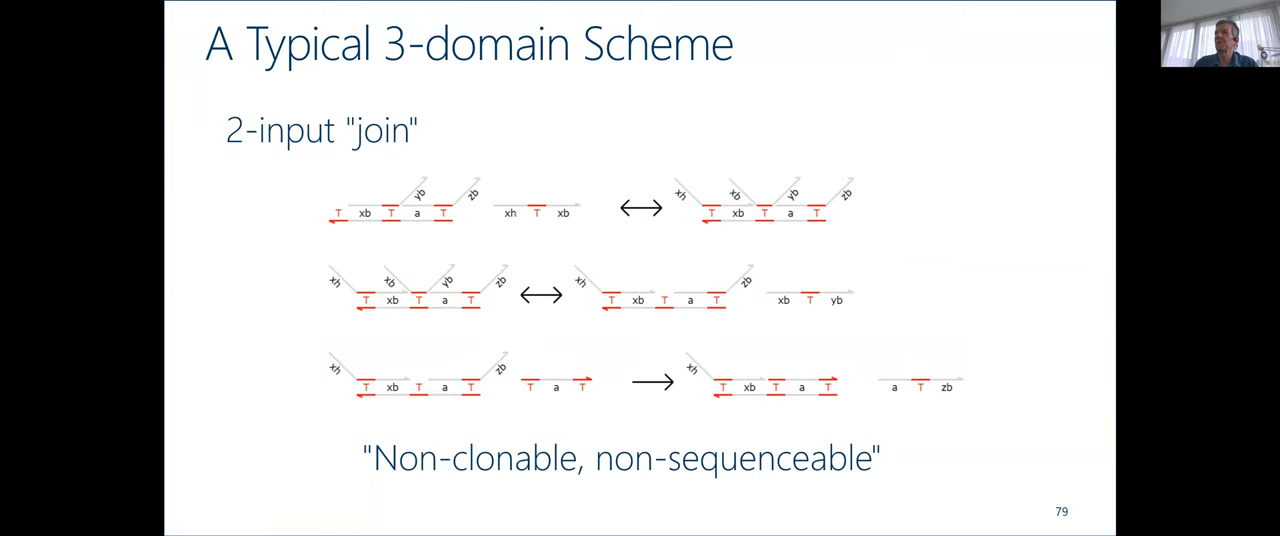 A Typical 3-domain Scheme
2-input "join"
yb zb xh xb yb zb
T xb T a T xh T xb T xb T a T
xh xb yb zb xh zb
T xb T a T T xb T a T xb T yb
xh zb xh
T xb T a T T a T T xb T a T a T zb
"Non-clonable, non-sequenceable"
79